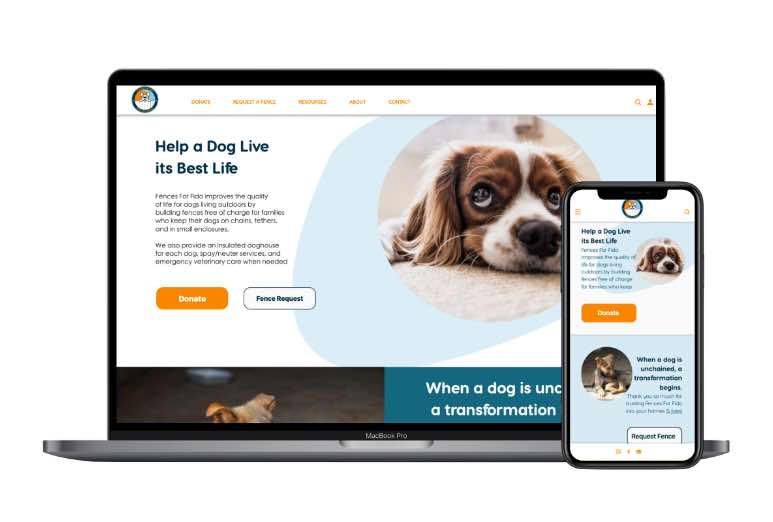 DONATE
REQUEST A FENCE
RESOURSES
ABOUT
CONTACT
Help a Dog Live
its Best Life
Fences For Fido improves the quality
of life for dogs living outdoors by
building fences free of charge for families
who keep their dogs on chains, tethers,
and in small enclosures.
We also provide an insulated doghouse
for each dog, spay/neuter services, and
emergency veterinary care when needed
Donate
Fence Request
When a dog is unc
a transformation
MacBook Pro
Help a Dog Live
its Best Life
Fences For Fido
improves the quality of
life for dogs living
outdoors by building
fences free of charge
for families who keep
Donate
When a dog is
unchained, a
transformation
begins.
Thank you so much for
trusting Fences For Fido
into your homes
Request Fence